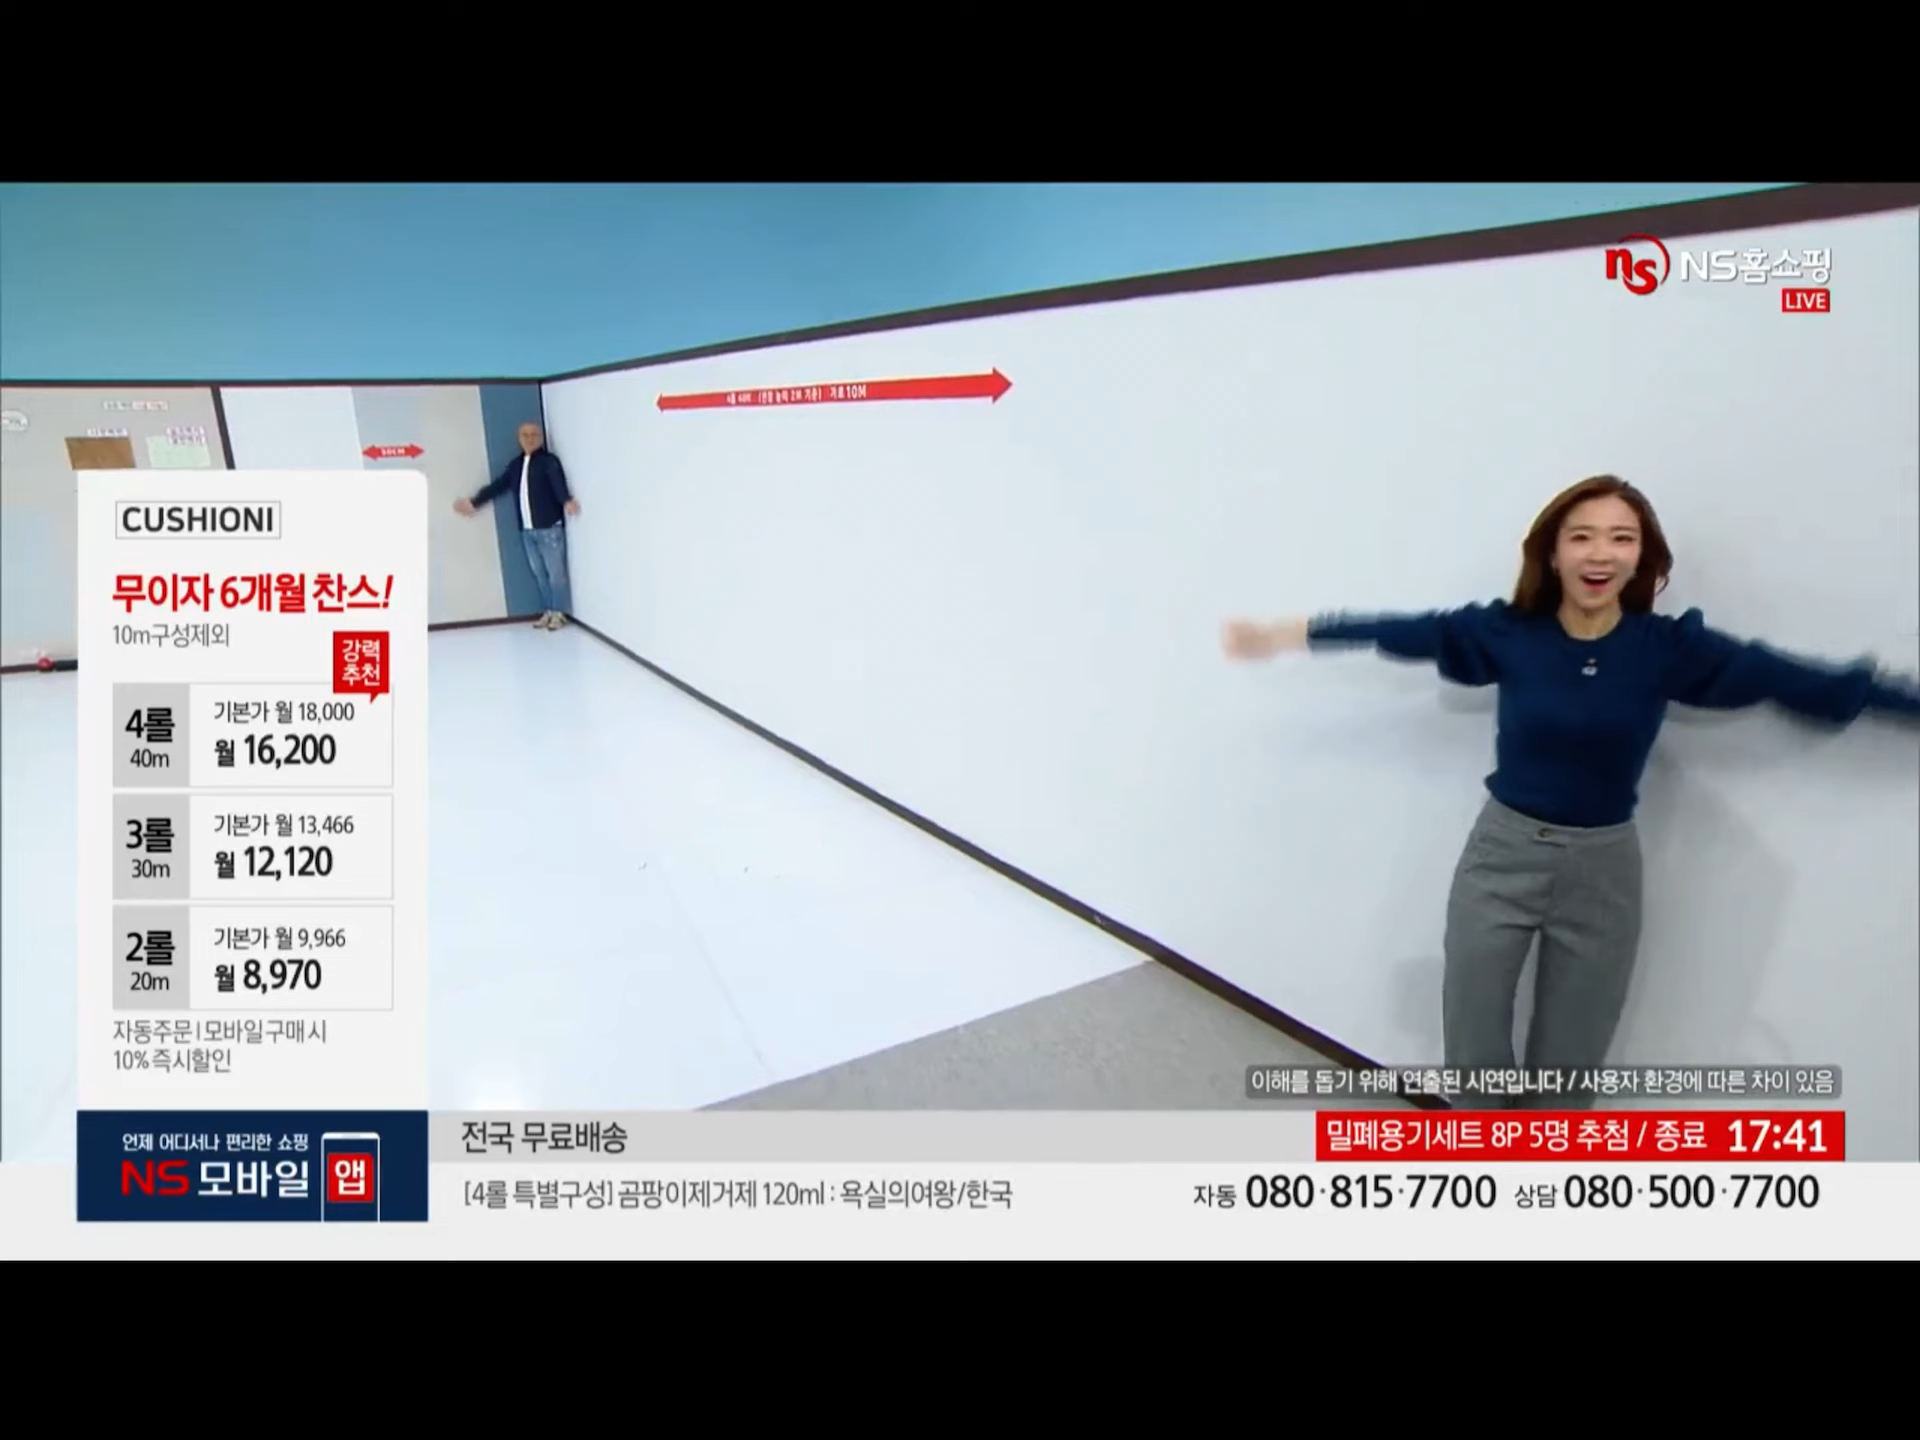 NS홈쇼핑
LIVE
가로 10M
50CM
CUSHIONI
무이자 6개월 찬스!
10m구성제외
강력
추천
4롤
40m
기본가 월 18,000
월 16,200
3롤
30m
기본가 월 13,466
월 12,120
2롤
20m
기본가 월 9,966
월 8,970
자동주문 | 모바일 구매 시
10% 즉시할인
이해를 돕기 위해 연출된 시연입니다 / 사용자 환경에 따른 차이 있음
언제 어디서나 편리한 쇼핑
NS 모바일 앱
전국 무료배송
밀폐용기세트 8P 5명 추첨 / 종료 17:41
[4롤 특별구성] 곰팡이제거제 120ml : 욕실의여왕/한국
자동 080·815·7700 상담 080·500·7700